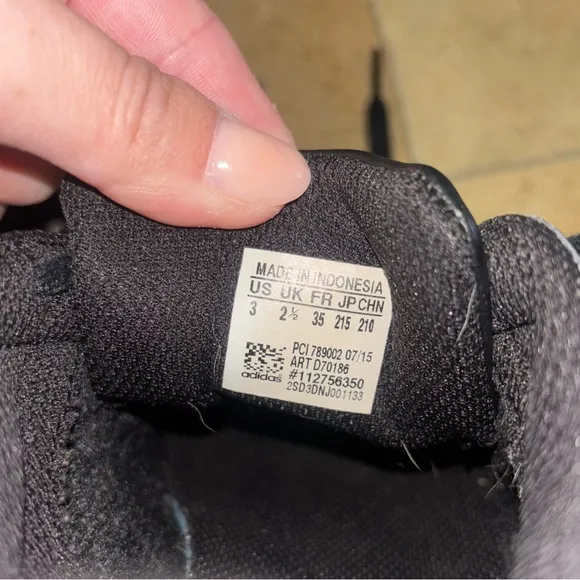 MADE IN INDONESIA
US UK FR JP CHN
3 2½ 35 215 210
PCI 789002 07/15
ART D70186
#112756350
adidas 2SD3DNJ001133